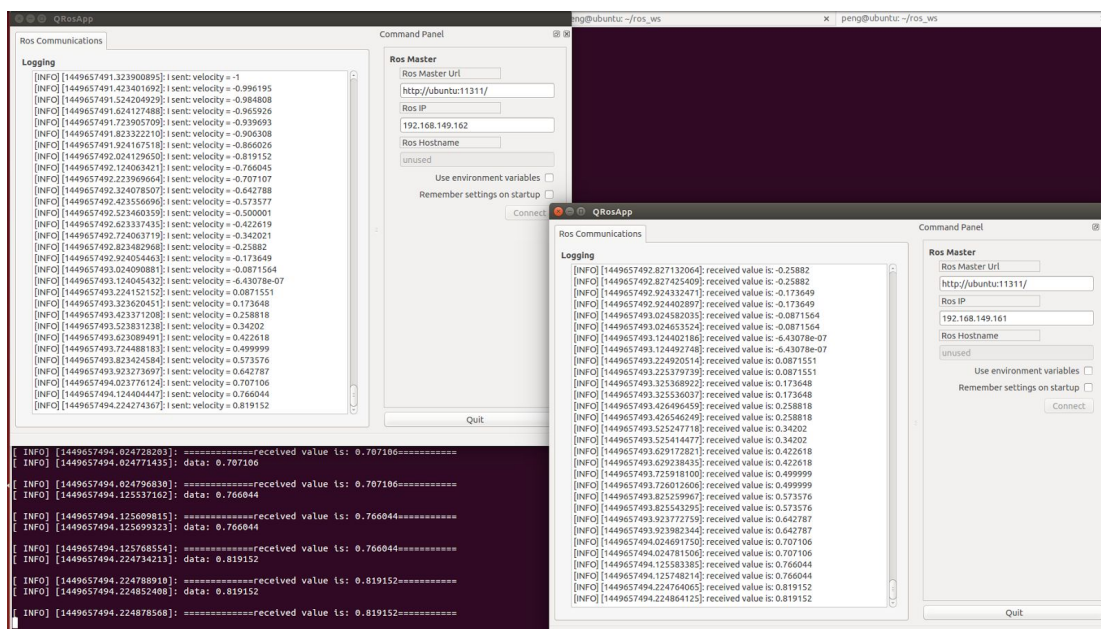 QRosApp
peng@ubuntu: ~/ros_ws × peng@ubuntu: ~/ros_ws
Ros Communications
Logging
[INFO] [1449657491.323900895]: I sent: velocity = -1
[INFO] [1449657491.423401692]: I sent: velocity = -0.996195
[INFO] [1449657491.524204929]: I sent: velocity = -0.984808
[INFO] [1449657491.624127488]: I sent: velocity = -0.965926
[INFO] [1449657491.723905709]: I sent: velocity = -0.939693
[INFO] [1449657491.823322210]: I sent: velocity = -0.906308
[INFO] [1449657491.924167518]: I sent: velocity = -0.866026
[INFO] [1449657492.024129650]: I sent: velocity = -0.819152
[INFO] [1449657492.124063421]: I sent: velocity = -0.766045
[INFO] [1449657492.223969664]: I sent: velocity = -0.707107
[INFO] [1449657492.324078507]: I sent: velocity = -0.642788
[INFO] [1449657492.423556696]: I sent: velocity = -0.573577
[INFO] [1449657492.523460359]: I sent: velocity = -0.500001
[INFO] [1449657492.623337435]: I sent: velocity = -0.422619
[INFO] [1449657492.724063719]: I sent: velocity = -0.342021
[INFO] [1449657492.823482968]: I sent: velocity = -0.25882
[INFO] [1449657492.924054463]: I sent: velocity = -0.173649
[INFO] [1449657493.024090881]: I sent: velocity = -0.0871564
[INFO] [1449657493.124045432]: I sent: velocity = -6.43078e-07
[INFO] [1449657493.224152152]: I sent: velocity = 0.0871551
[INFO] [1449657493.323620451]: I sent: velocity = 0.173648
[INFO] [1449657493.423371208]: I sent: velocity = 0.258818
[INFO] [1449657493.523831238]: I sent: velocity = 0.34202
[INFO] [1449657493.623089491]: I sent: velocity = 0.422618
[INFO] [1449657493.724488183]: I sent: velocity = 0.499999
[INFO] [1449657493.823424584]: I sent: velocity = 0.573576
[INFO] [1449657493.923273697]: I sent: velocity = 0.642787
[INFO] [1449657494.023776124]: I sent: velocity = 0.707106
[INFO] [1449657494.124404447]: I sent: velocity = 0.766044
[INFO] [1449657494.224274367]: I sent: velocity = 0.819152
Command Panel
Ros Master
Ros Master Url
http://ubuntu:11311/
Ros IP
192.168.149.162
Ros Hostname
unused
Use environment variables
Remember settings on startup
Connect
Quit
[ INFO] [1449657494.024728203]: =============received value is: 0.707106===========
[ INFO] [1449657494.024771435]: data: 0.707106
[ INFO] [1449657494.024796830]: =============received value is: 0.707106===========
[ INFO] [1449657494.125537162]: data: 0.766044
[ INFO] [1449657494.125609815]: =============received value is: 0.766044===========
[ INFO] [1449657494.125699323]: data: 0.766044
[ INFO] [1449657494.125768554]: =============received value is: 0.766044===========
[ INFO] [1449657494.224734213]: data: 0.819152
[ INFO] [1449657494.224788910]: =============received value is: 0.819152===========
[ INFO] [1449657494.224852408]: data: 0.819152
[ INFO] [1449657494.224878568]: =============received value is: 0.819152===========
QRosApp
Ros Communications
Logging
[INFO] [1449657492.827132064]: received value is: -0.25882
[INFO] [1449657492.827425409]: received value is: -0.25882
[INFO] [1449657492.924332471]: received value is: -0.173649
[INFO] [1449657492.924402897]: received value is: -0.173649
[INFO] [1449657493.024582035]: received value is: -0.0871564
[INFO] [1449657493.024653524]: received value is: -0.0871564
[INFO] [1449657493.124402186]: received value is: -6.43078e-07
[INFO] [1449657493.124492748]: received value is: -6.43078e-07
[INFO] [1449657493.224920514]: received value is: 0.0871551
[INFO] [1449657493.225379739]: received value is: 0.0871551
[INFO] [1449657493.325368922]: received value is: 0.173648
[INFO] [1449657493.325536037]: received value is: 0.173648
[INFO] [1449657493.426496459]: received value is: 0.258818
[INFO] [1449657493.426546249]: received value is: 0.258818
[INFO] [1449657493.525247718]: received value is: 0.34202
[INFO] [1449657493.525414477]: received value is: 0.34202
[INFO] [1449657493.629172821]: received value is: 0.422618
[INFO] [1449657493.629238435]: received value is: 0.422618
[INFO] [1449657493.725918100]: received value is: 0.499999
[INFO] [1449657493.726012606]: received value is: 0.499999
[INFO] [1449657493.825259967]: received value is: 0.573576
[INFO] [1449657493.825543295]: received value is: 0.573576
[INFO] [1449657493.923772759]: received value is: 0.642787
[INFO] [1449657493.923982344]: received value is: 0.642787
[INFO] [1449657494.024691750]: received value is: 0.707106
[INFO] [1449657494.024781506]: received value is: 0.707106
[INFO] [1449657494.125583385]: received value is: 0.766044
[INFO] [1449657494.125748214]: received value is: 0.766044
[INFO] [1449657494.224764065]: received value is: 0.819152
[INFO] [1449657494.224864125]: received value is: 0.819152
Command Panel
Ros Master
Ros Master Url
http://ubuntu:11311/
Ros IP
192.168.149.161
Ros Hostname
unused
Use environment variables
Remember settings on startup
Connect
Quit